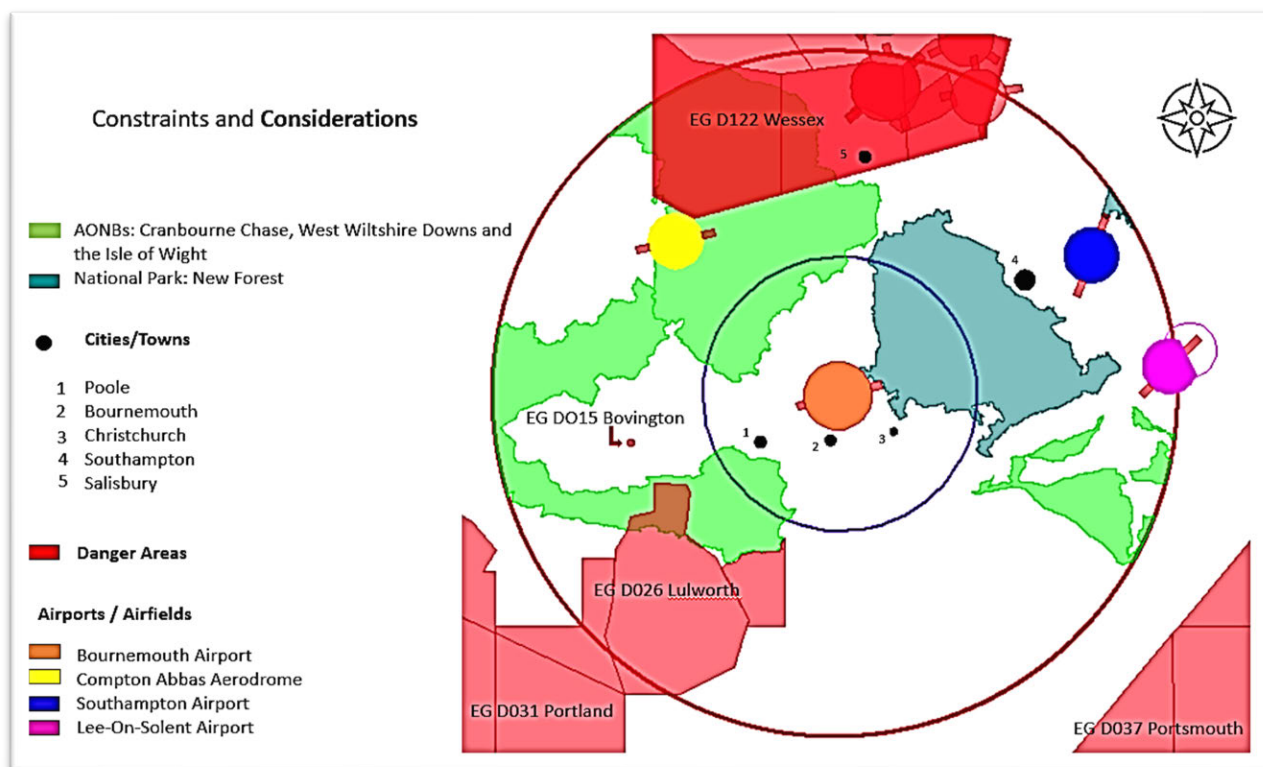 Constraints and Considerations
AONBs: Cranbourne Chase, West Wiltshire Downs and
the Isle of Wight
National Park: New Forest
Cities/Towns
1 Poole
2 Bournemouth
3 Christchurch
4 Southampton
5 Salisbury
Danger Areas
Airports / Airfields
Bournemouth Airport
Compton Abbas Aerodrome
Southampton Airport
Lee-On-Solent Airport
EG D122 Wessex
5
4
EG DO15 Bovington
1
2
3
EG D026 Lulworth
EG D031 Portland
EG D037 Portsmouth